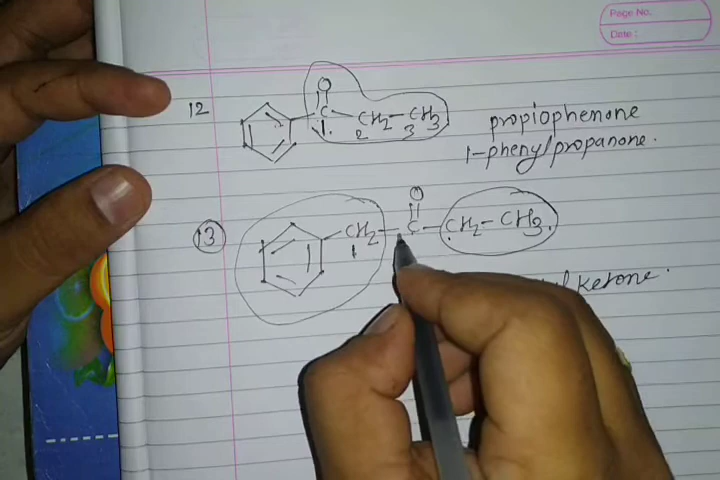 Page No.
Date :
12
O
C - CH2 - CH3
1. 2 3
propiophenone
1-phenylpropanone.
13
O
CH2 - C - CH2 - CH3
1
ketone.